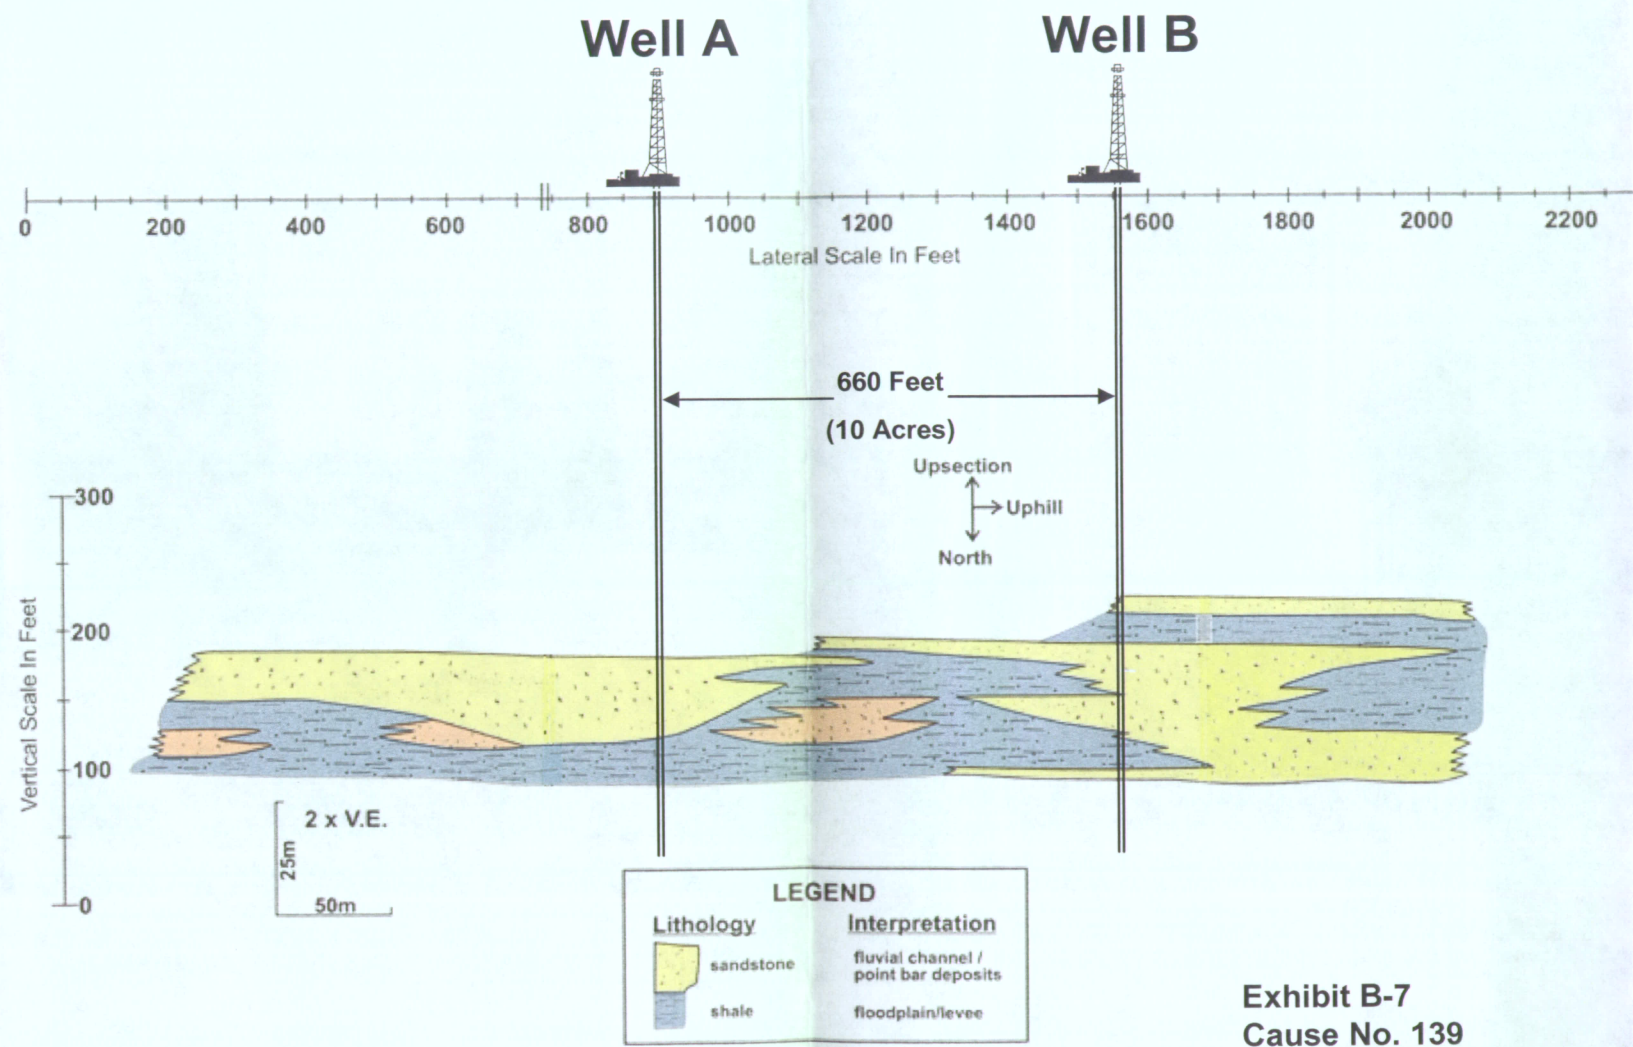 Well A
Well B
0 200 400 600 800 1000 1200 1400 1600 1800 2000 2200
Lateral Scale In Feet
660 Feet
(10 Acres)
Upsection
Uphill
North
300
200
100
0
Vertical Scale In Feet
2 x V.E.
25m
50m
LEGEND
Lithology Interpretation
sandstone
fluvial channel /
point bar deposits
shale
floodplain/levee
Exhibit B-7
Cause No. 139